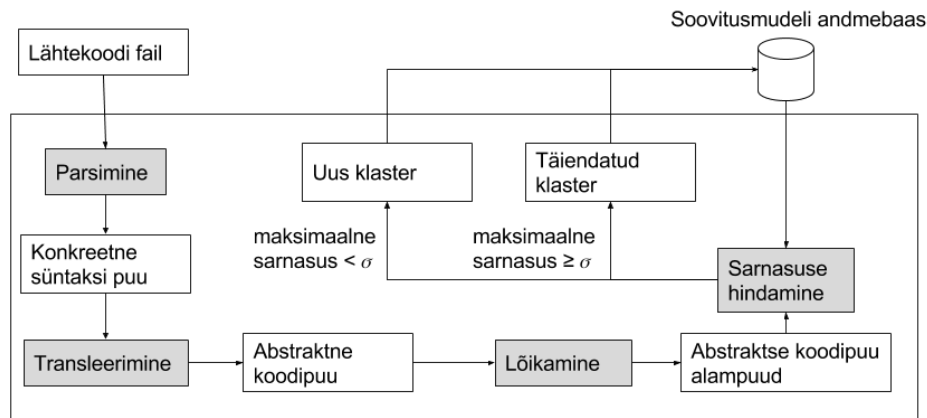 Soovitusmudeli andmebaas
Lähtekoodi fail
Parsimine
Uus klaster
Täiendatud
klaster
Konkreetne
süntaksi puu
maksimaalne
sarnasus < σ
maksimaalne
sarnasus ≥ σ
Sarnasuse
hindamine
Transleerimine
Abstraktne
koodipuu
Lõikamine
Abstraktse koodipuu
alampuud